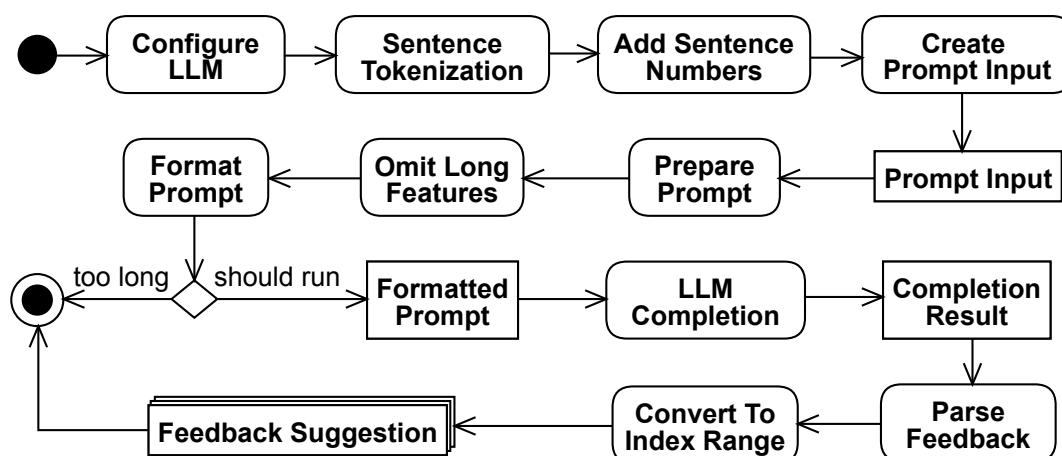 Configure
LLM
Sentence
Tokenization
Add Sentence
Numbers
Create
Prompt Input
Format
Prompt
Omit Long
Features
Prepare
Prompt
Prompt Input
too long
should run
Formatted
Prompt
LLM
Completion
Completion
Result
Feedback Suggestion
Convert To
Index Range
Parse
Feedback